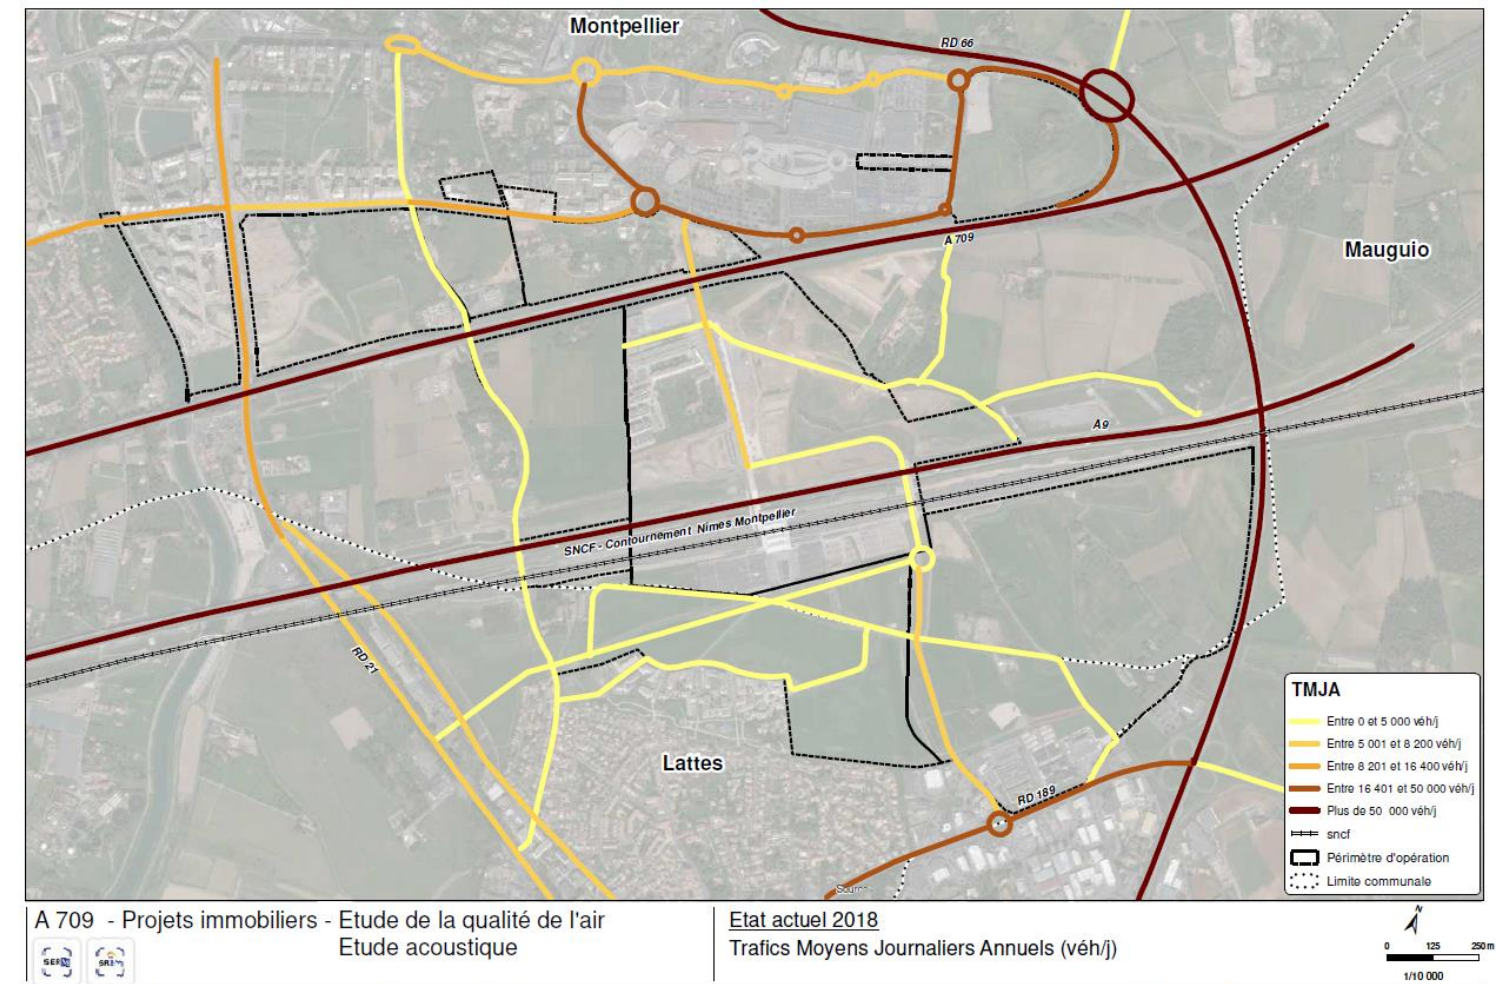 Montpellier
RD 66
Mauguio
A 709
A9
SNCF - Contournement Nimes Montpellier
RD 21
Lattes
RD 189
TMJA
Entre 0 et 5 000 véh/j
Entre 5 001 et 8 200 véh/j
Entre 8 201 et 16 400 véh/j
Entre 16 401 et 50 000 véh/j
Plus de 50 000 véh/j
sncf
Périmètre d'opération
Limite communale
A 709 - Projets immobiliers - Etude de la qualité de l'air
Etude acoustique
Etat actuel 2018
Trafics Moyens Journaliers Annuels (véh/j)
N
0 125 250 m
1/10 000